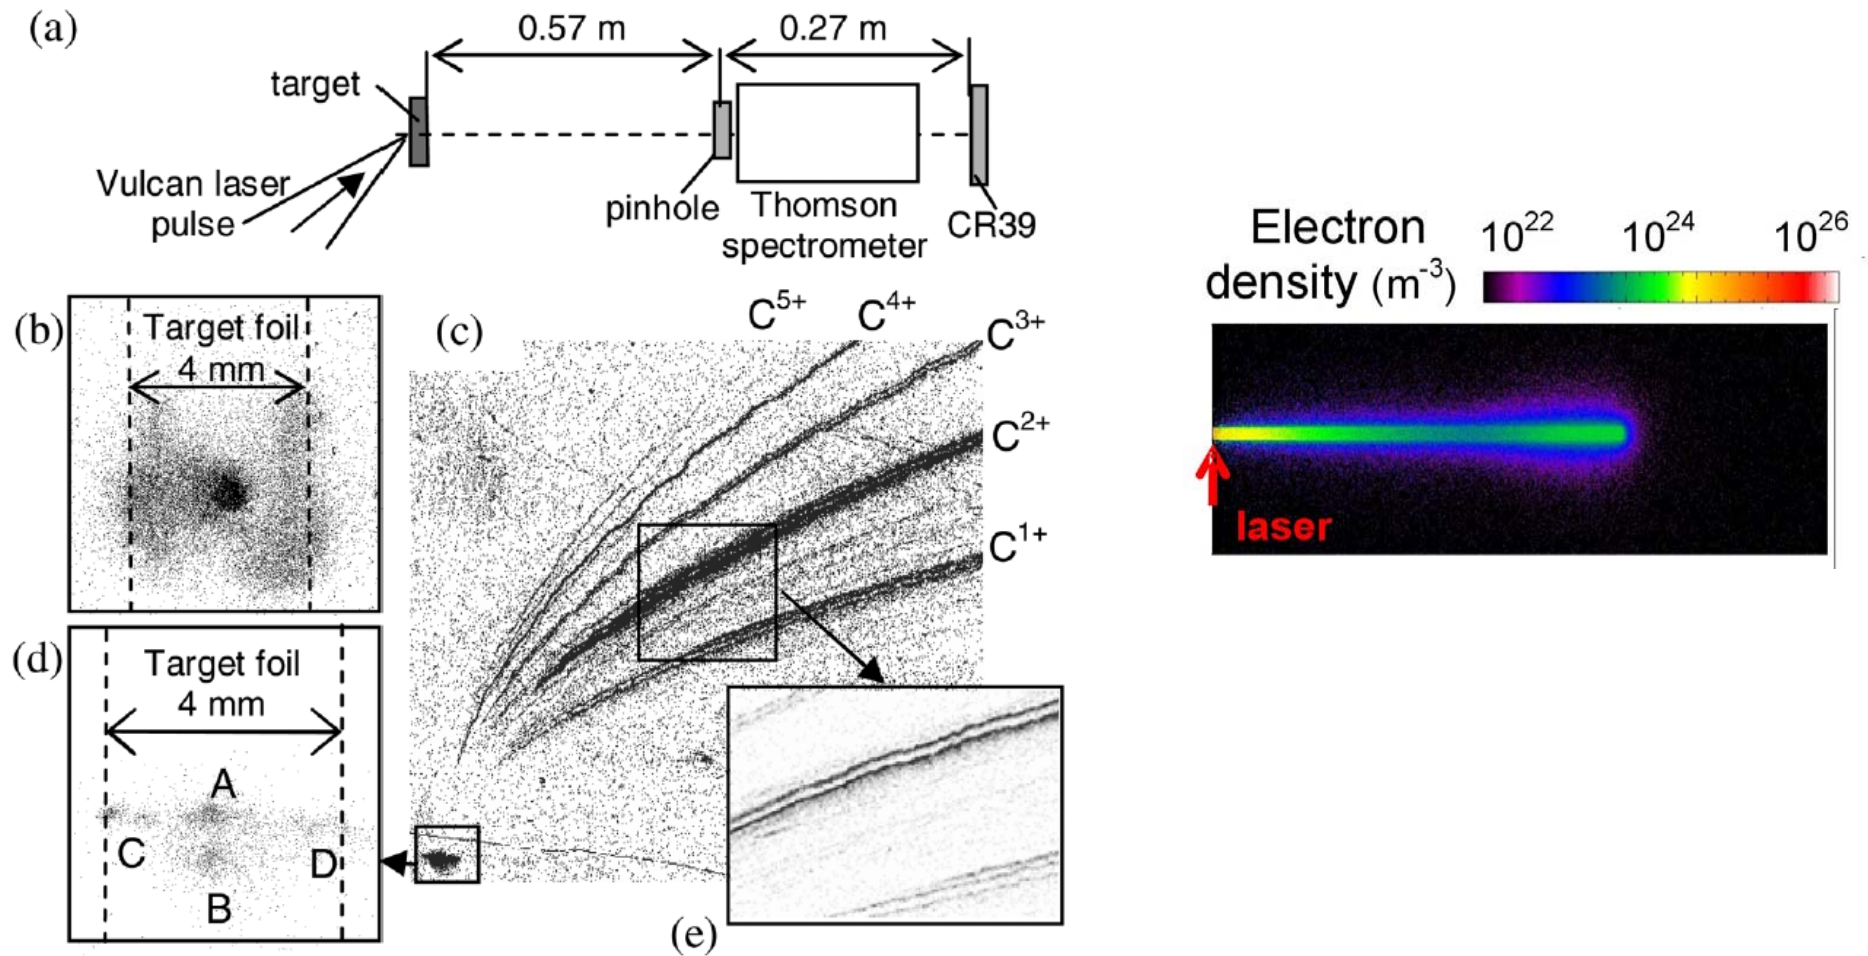 (a)
0.57 m
0.27 m
target
Vulcan laser
pulse
pinhole
Thomson
spectrometer
CR39
(b)
Target foil
4 mm
(c)
C⁵⁺
C⁴⁺
C³⁺
C²⁺
C¹⁺
(d)
Target foil
4 mm
A
C
D
B
(e)
Electron
density (m⁻³)
10²²
10²⁴
10²⁶
laser